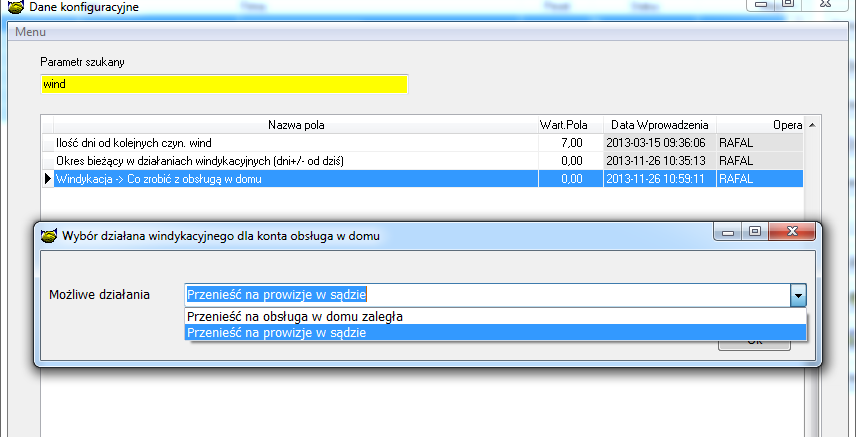 Dane konfiguracyjne
Menu
Parametr szukany
wind
Nazwa pola Wart.Pola Data Wprowadzenia Opera
Ilość dni od kolejnych czyn. wind 7,00 2013-03-15 09:36:06 RAFAL
Okres bieżący w działaniach windykacyjnych (dni+/- od dziś) 0,00 2013-11-26 10:35:13 RAFAL
Windykacja -> Co zrobić z obsługą w domu 0,00 2013-11-26 10:59:11 RAFAL
Wybór działana windykacyjnego dla konta obsługa w domu
Możliwe działania Przenieść na prowizje w sądzie
Przenieść na obsługa w domu zaległa
Przenieść na prowizje w sądzie